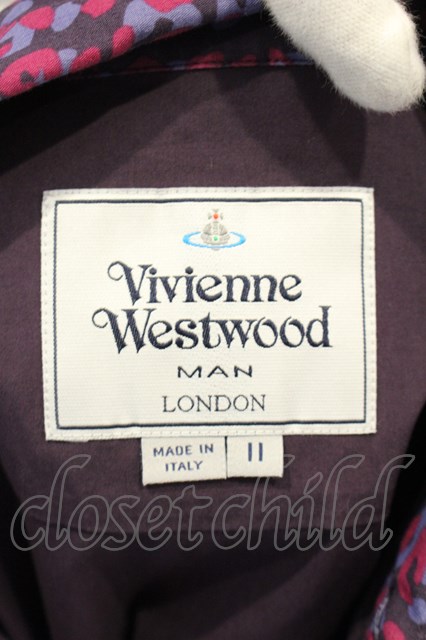 Vivienne
Westwood
MAN
LONDON
MADE IN
ITALY
II
closetchild